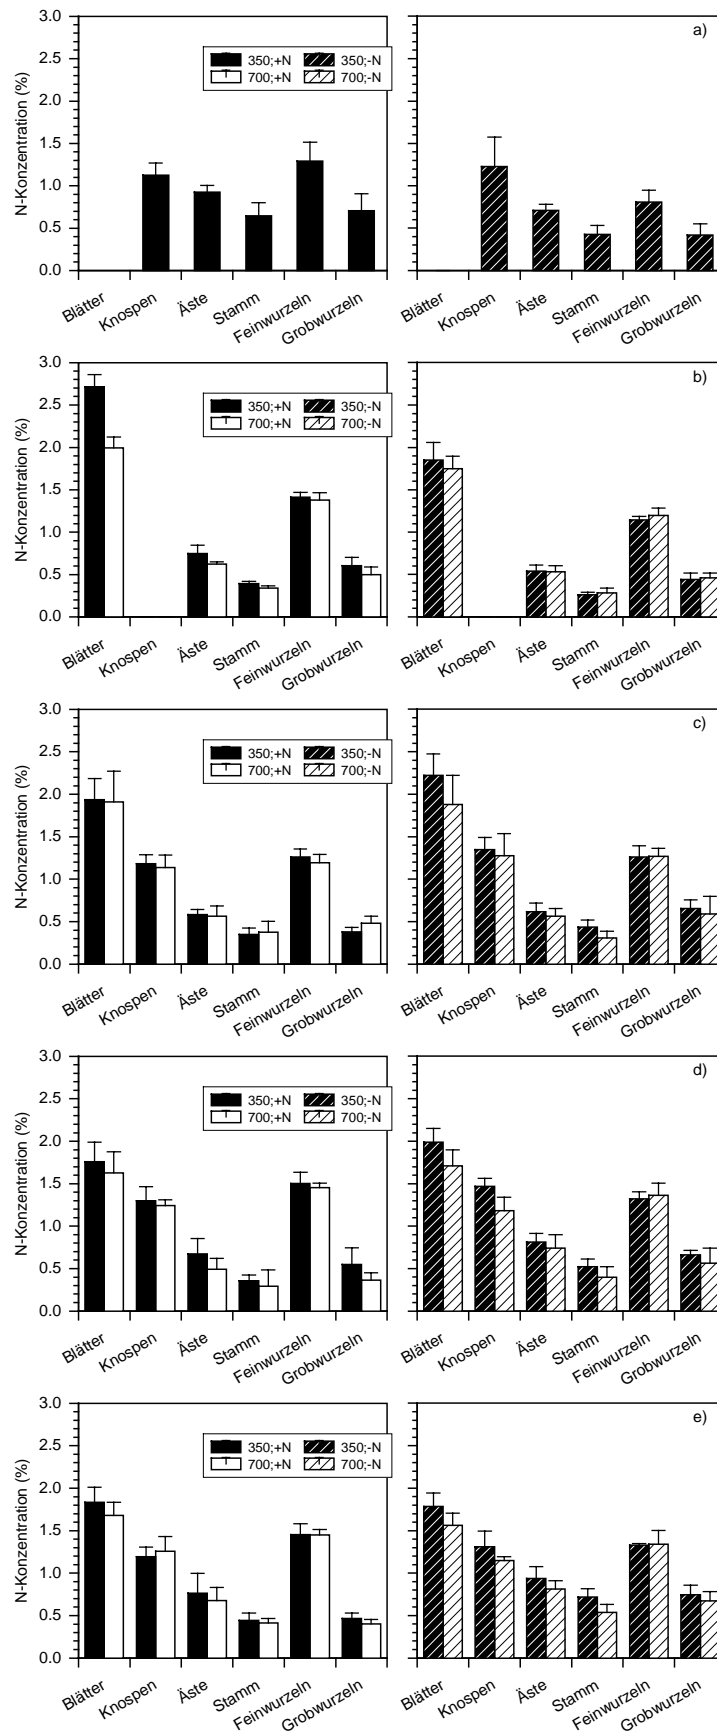 3.0
a)
350;+N 350;-N
700;+N 700;-N
2.5
2.0
1.5
1.0
0.5
0.0
N-Konzentration (%)
Blätter Knospen Äste Stamm Feinwurzeln Grobwurzeln
Blätter Knospen Äste Stamm Feinwurzeln Grobwurzeln
3.0
b)
350;+N 350;-N
700;+N 700;-N
2.5
2.0
1.5
1.0
0.5
0.0
N-Konzentration (%)
Blätter Knospen Äste Stamm Feinwurzeln Grobwurzeln
Blätter Knospen Äste Stamm Feinwurzeln Grobwurzeln
3.0
c)
350;+N 350;-N
700;+N 700;-N
2.5
2.0
1.5
1.0
0.5
0.0
N-Konzentration (%)
Blätter Knospen Äste Stamm Feinwurzeln Grobwurzeln
Blätter Knospen Äste Stamm Feinwurzeln Grobwurzeln
3.0
d)
350;+N 350;-N
700;+N 700;-N
2.5
2.0
1.5
1.0
0.5
0.0
N-Konzentration (%)
Blätter Knospen Äste Stamm Feinwurzeln Grobwurzeln
Blätter Knospen Äste Stamm Feinwurzeln Grobwurzeln
3.0
e)
350;+N 350;-N
700;+N 700;-N
2.5
2.0
1.5
1.0
0.5
0.0
N-Konzentration (%)
Blätter Knospen Äste Stamm Feinwurzeln Grobwurzeln
Blätter Knospen Äste Stamm Feinwurzeln Grobwurzeln